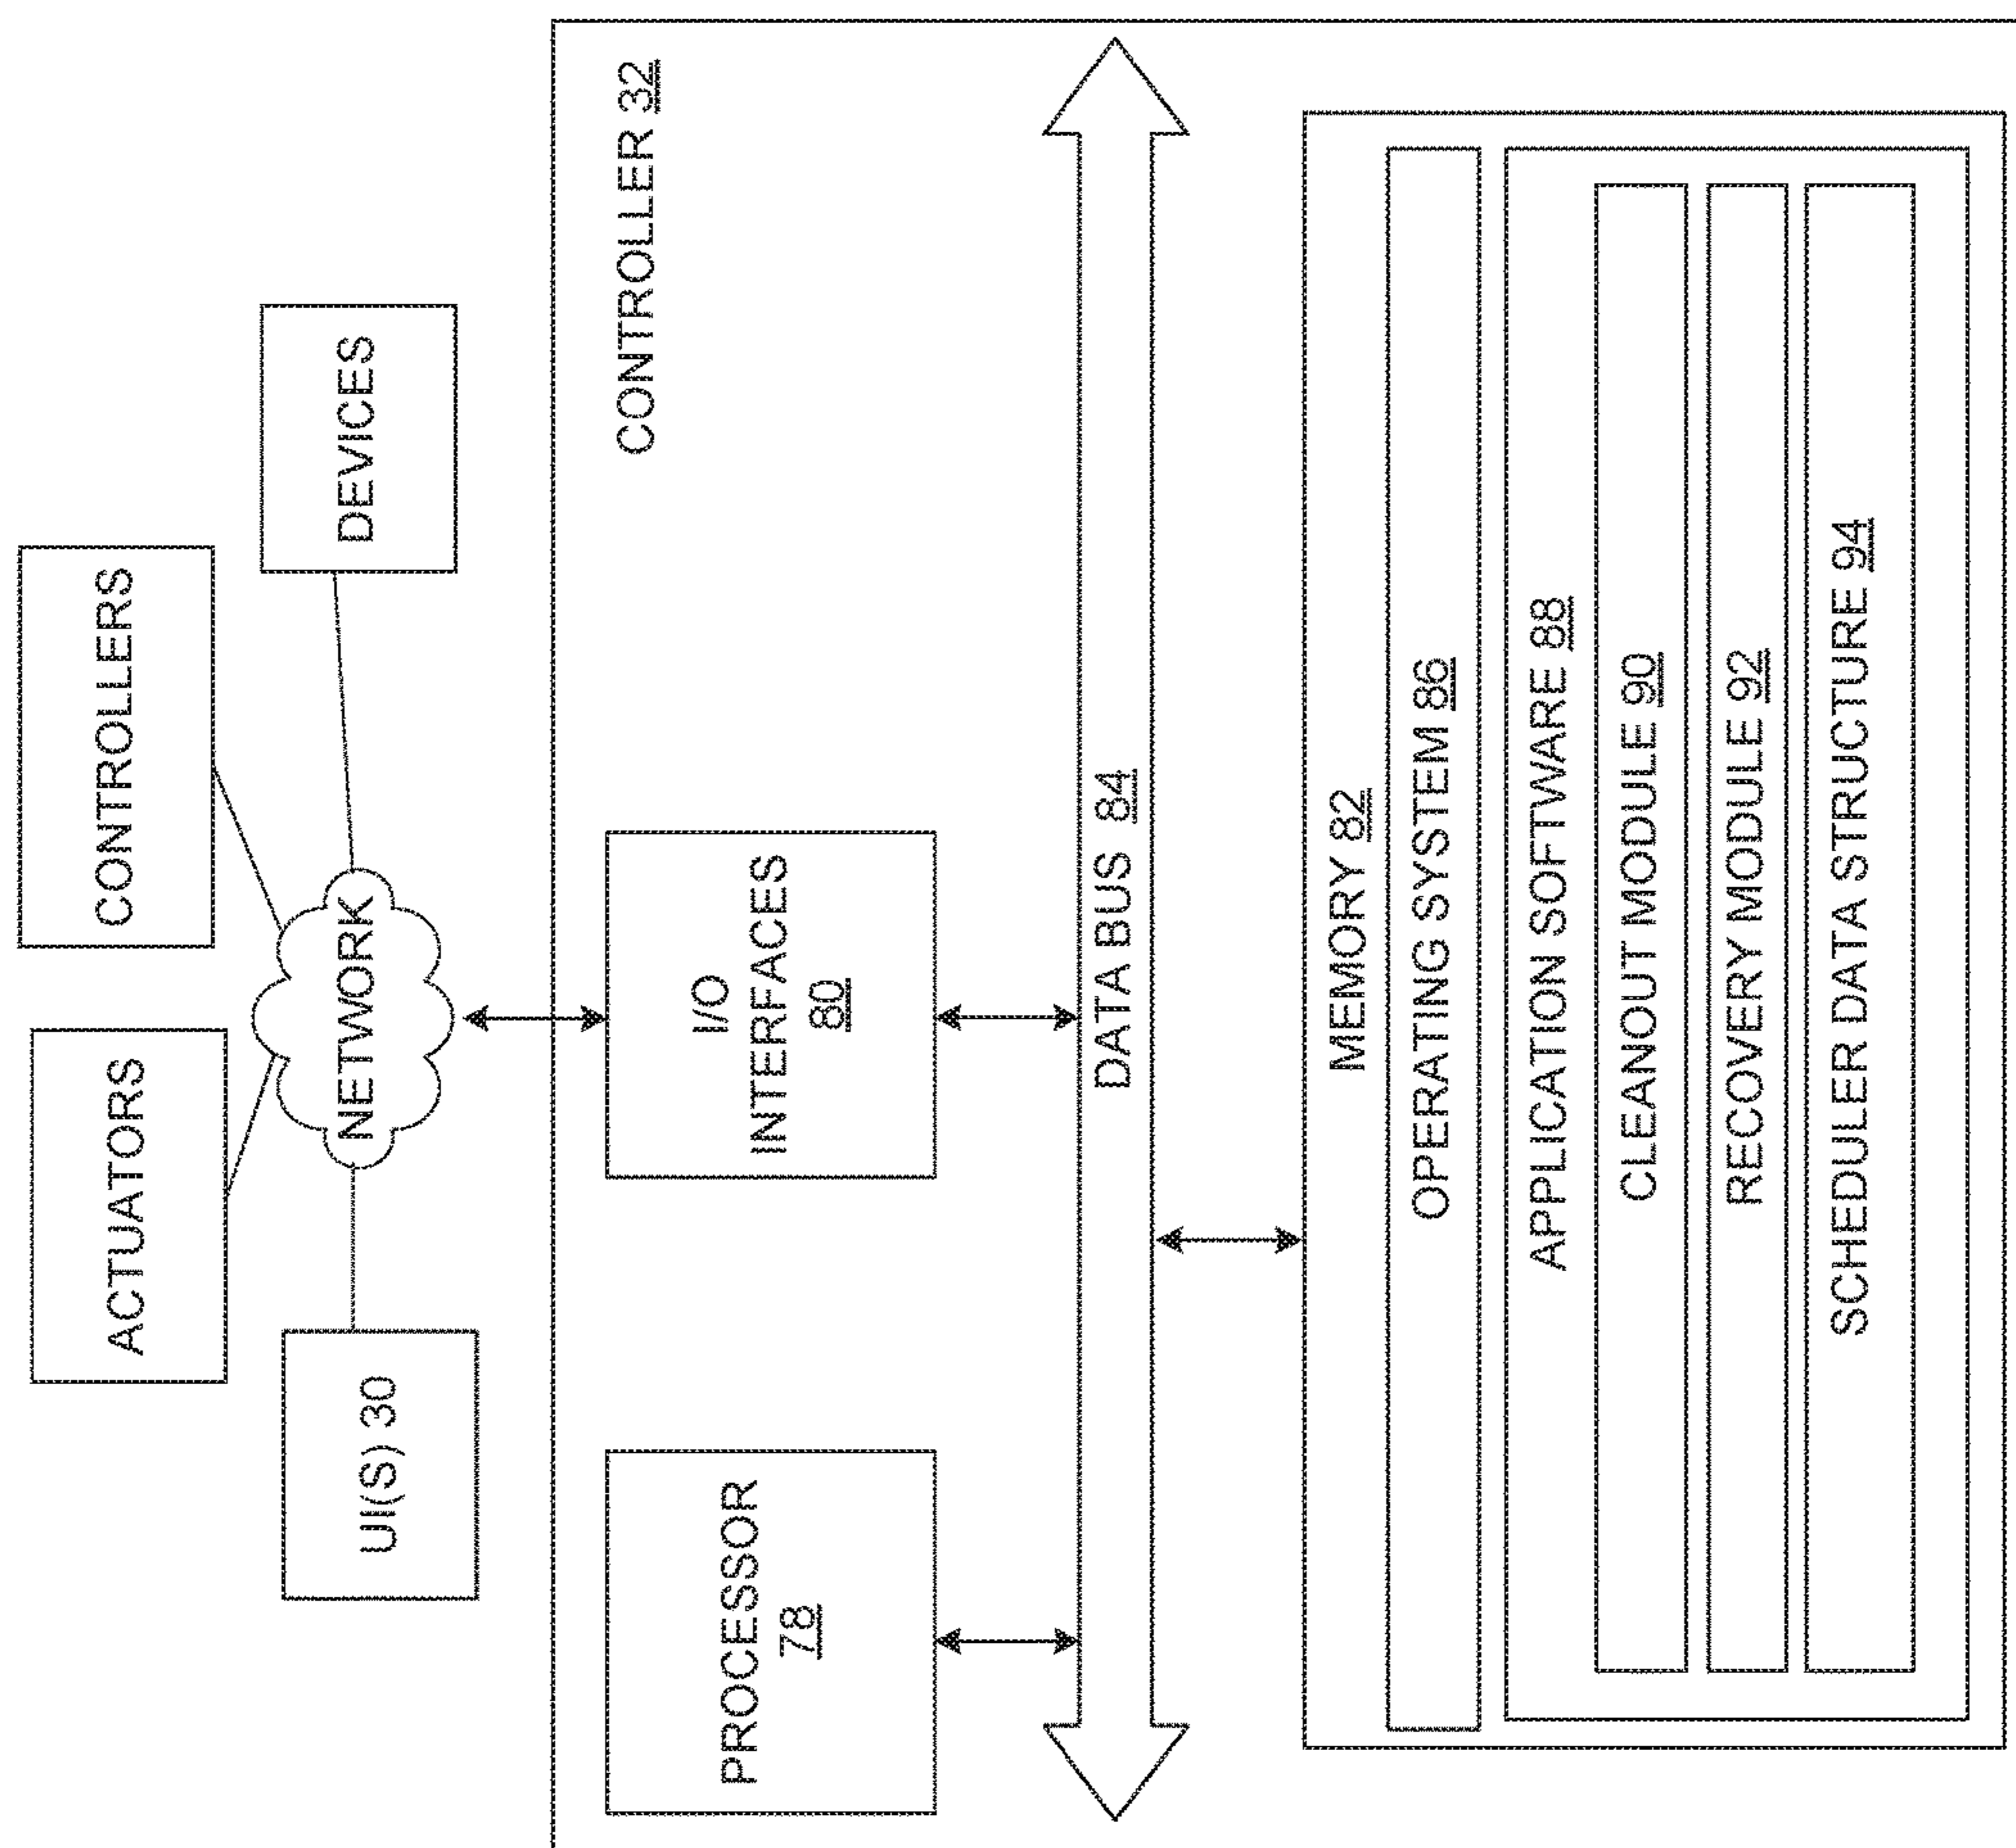 ACTUATORS
CONTROLLERS
UI(S) 30
NETWORK
DEVICES
CONTROLLER 32
PROCESSOR
78
I/O
INTERFACES
80
DATA BUS 84
MEMORY 82
OPERATING SYSTEM 86
APPLICATION SOFTWARE 88
CLEANOUT MODULE 90
RECOVERY MODULE 92
SCHEDULER DATA STRUCTURE 94